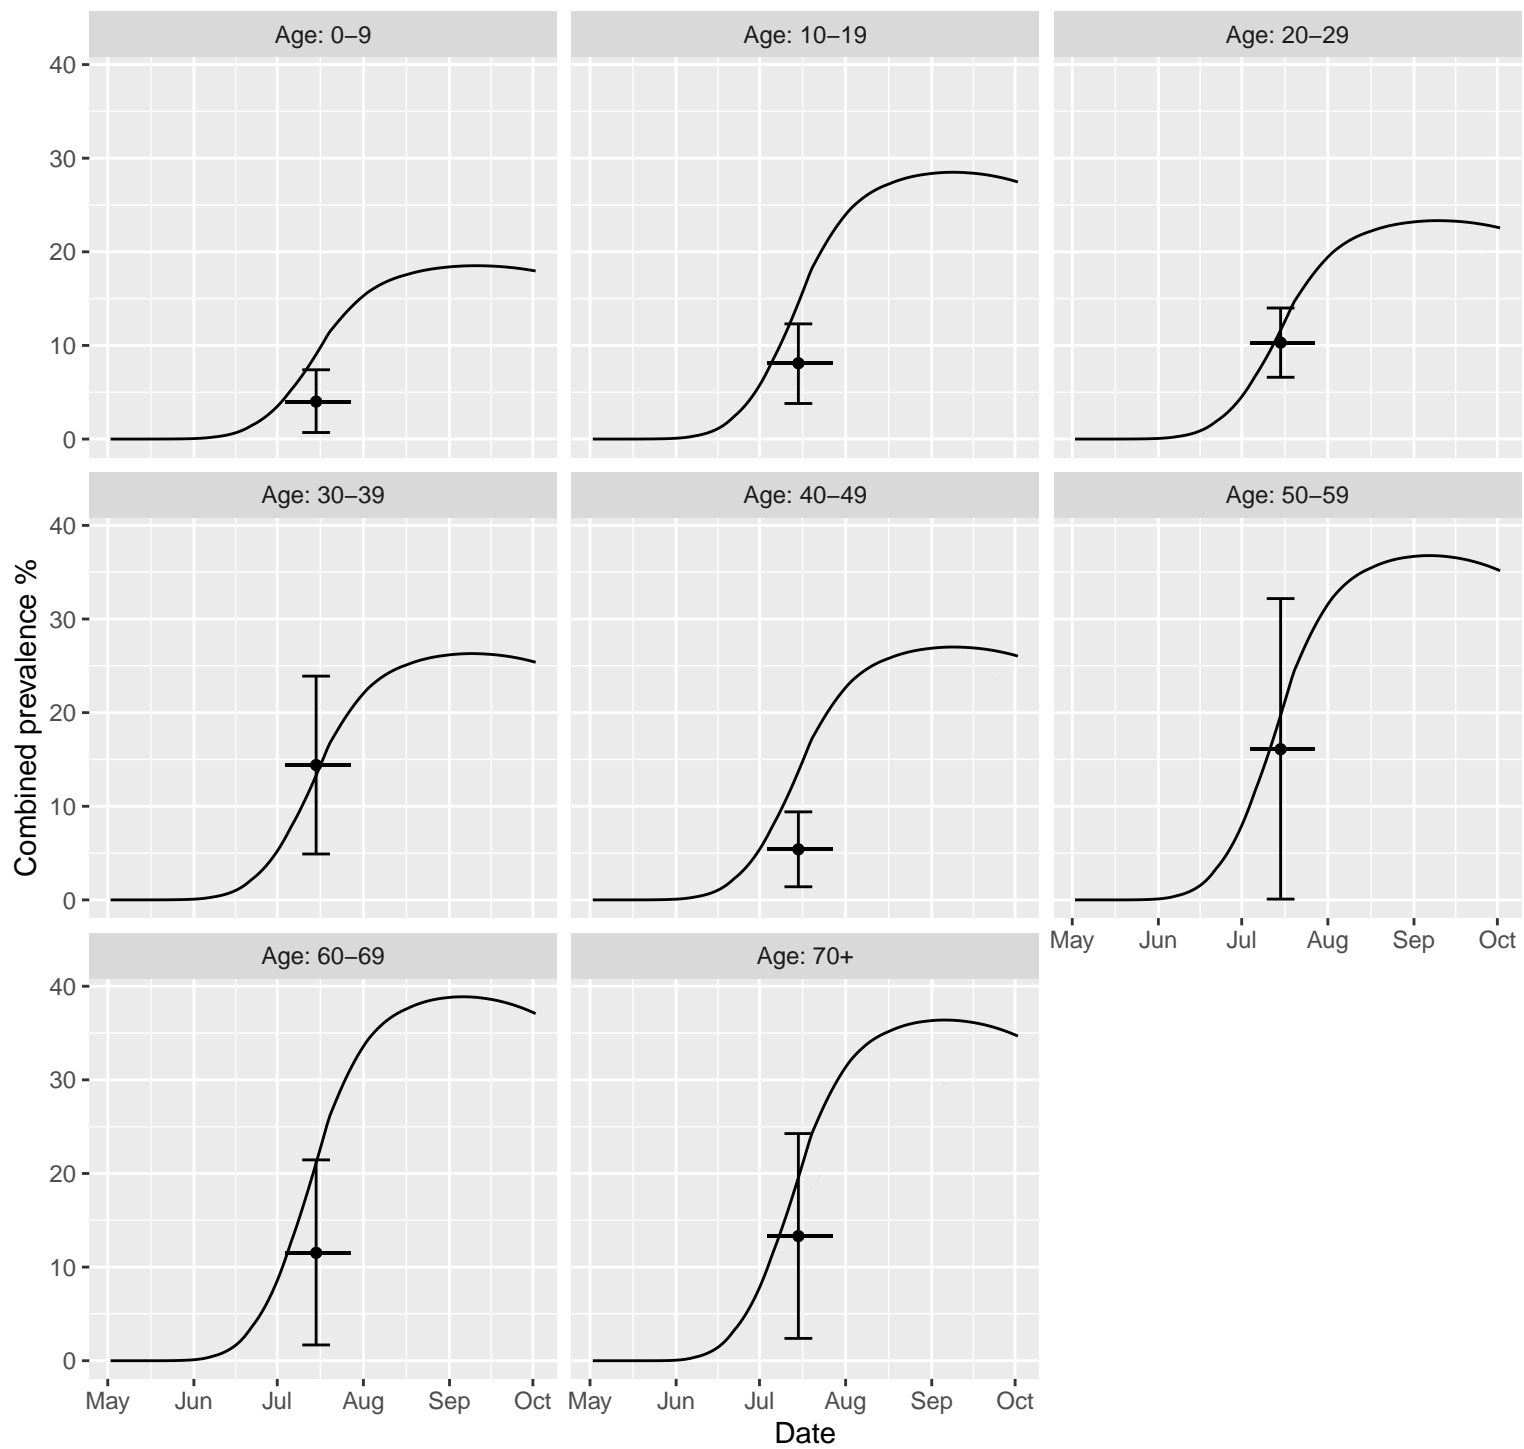 Age: 0–9
Age: 10–19
Age: 20–29
40
30
20
10
0
Age: 30–39
Age: 40–49
Age: 50–59
40
30
20
10
0
May Jun Jul Aug Sep Oct
Age: 60–69
Age: 70+
40
30
20
10
0
May Jun Jul Aug Sep Oct
May Jun Jul Aug Sep Oct
Combined prevalence %
Date